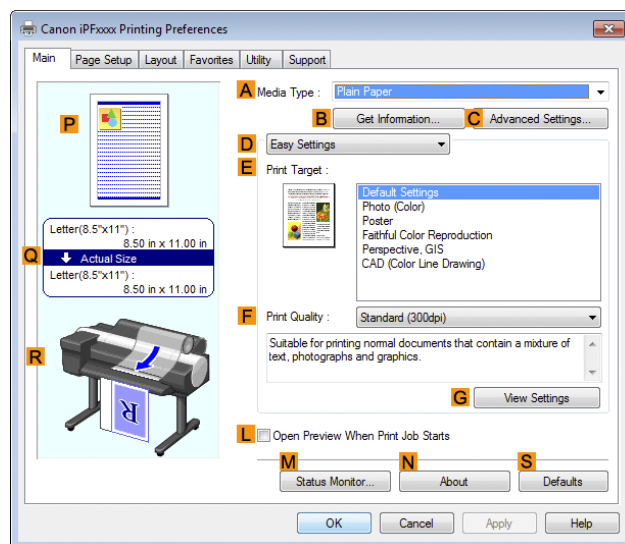 Canon iPFxxxx Printing Preferences
Main Page Setup Layout Favorites Utility Support
A Media Type : Plain Paper
B Get Information... C Advanced Settings...
D Easy Settings
E Print Target :
Default Settings
Photo (Color)
Poster
Faithful Color Reproduction
Perspective, GIS
CAD (Color Line Drawing)
P
Letter(8.5"x11") :
8.50 in x 11.00 in
Q Actual Size
Letter(8.5"x11") :
8.50 in x 11.00 in
F Print Quality : Standard (300dpi)
Suitable for printing normal documents that contain a mixture of
text, photographs and graphics.
R
R
G View Settings
L Open Preview When Print Job Starts
M N S
Status Monitor... About Defaults
OK Cancel Apply Help